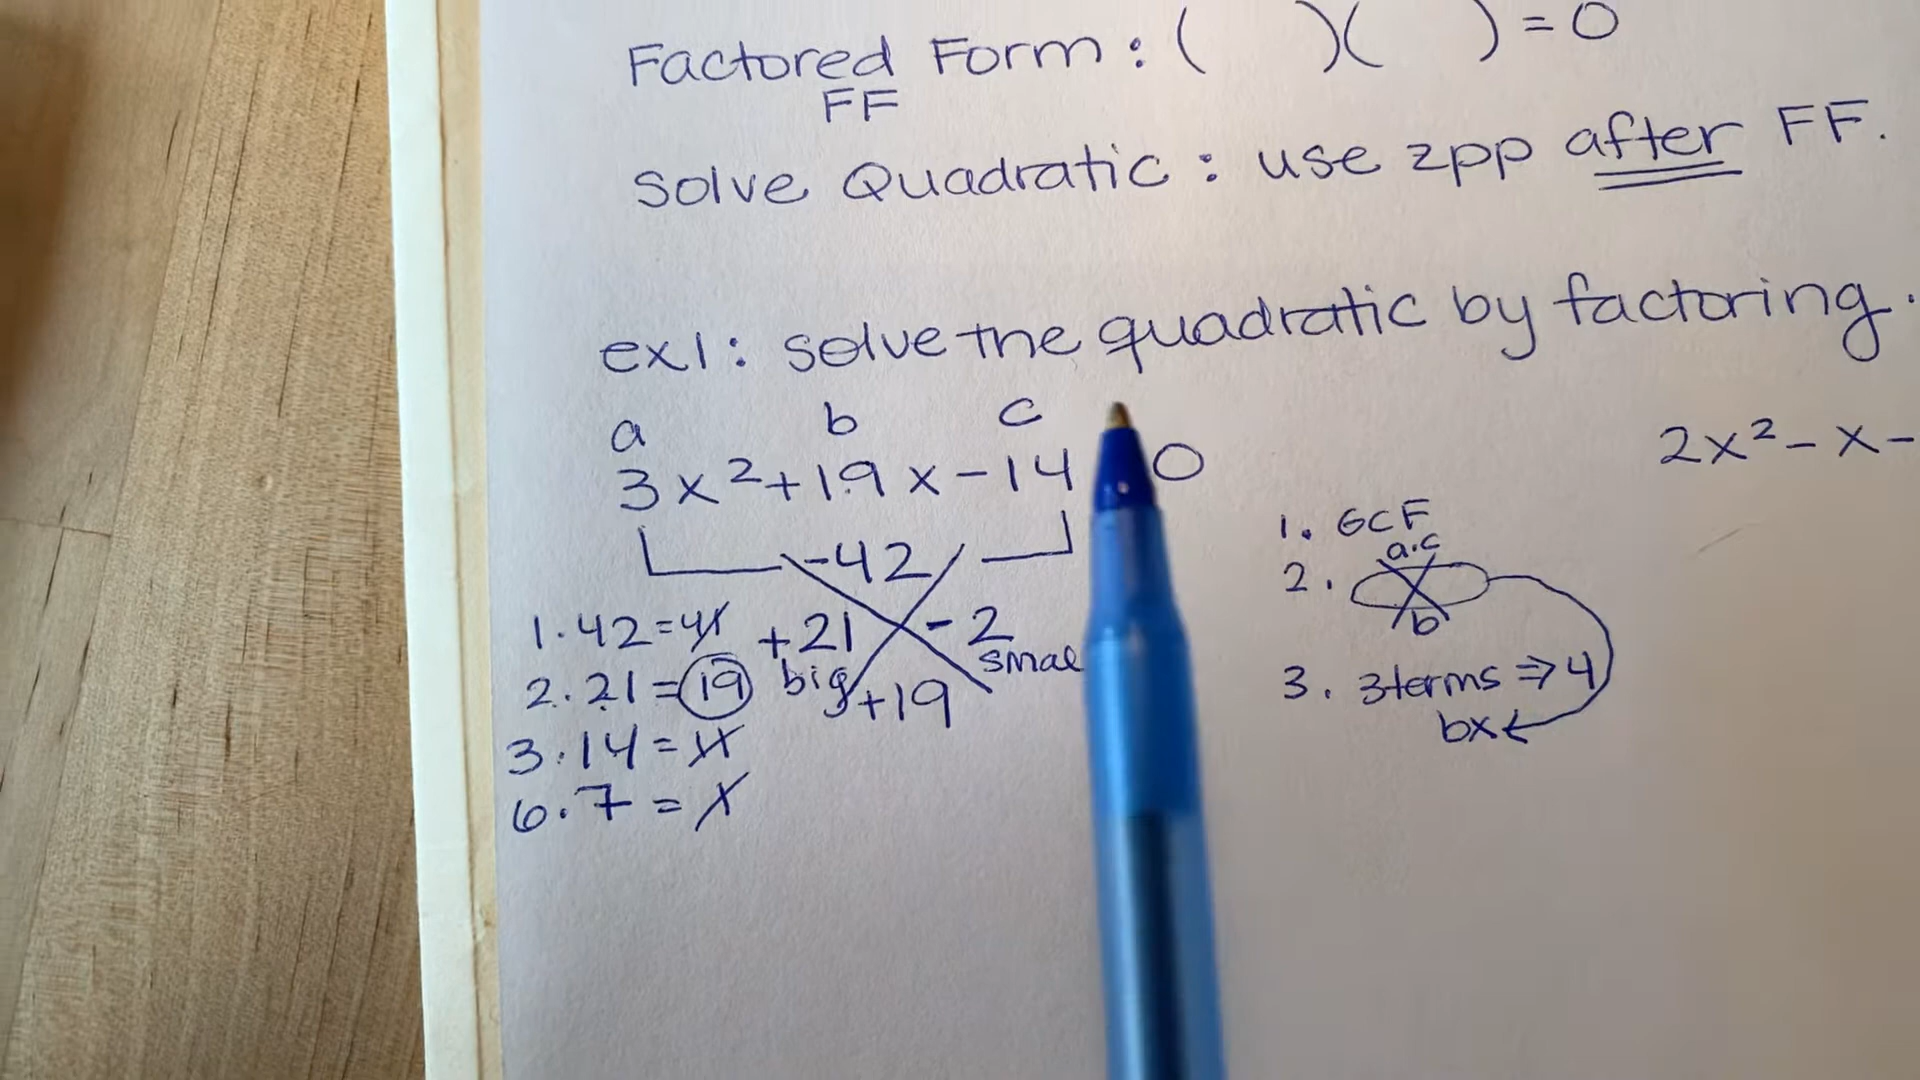 Factored Form : ( )( ) = 0
FF
Solve Quadratic : use zpp after FF.
ex1: solve the quadratic by factoring.
a b c
3x² + 19x - 14 0
2x² - x -
-42
1.42 = 41
+21 -2
big small
2.21 = 19
+19
3.14 = 11
6.7 = 1
1. GCF
2. a.c
b
3. 3terms ⇒ 4
bx ←